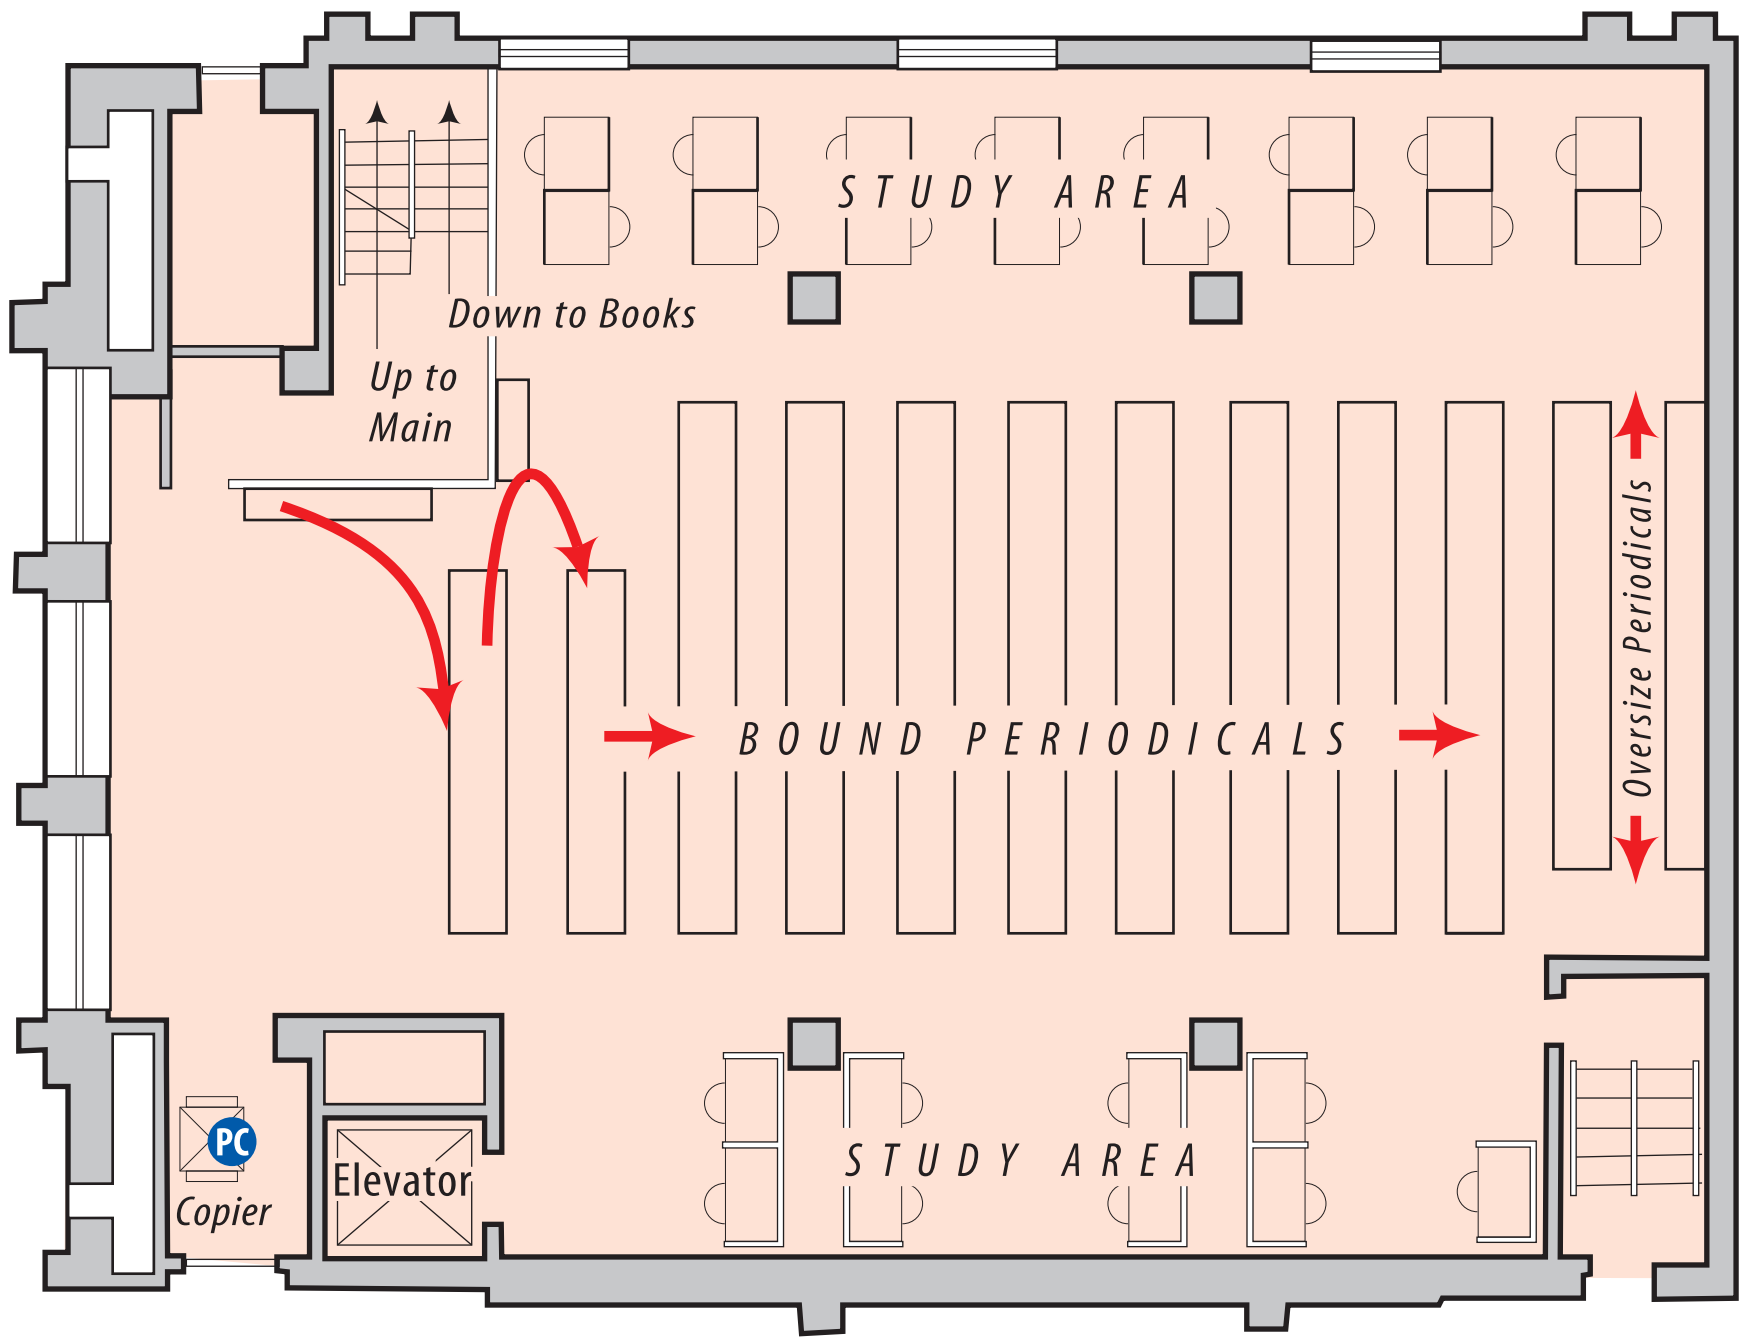 STUDY AREA
Down to Books
Up to
Main
Oversize Periodicals
BOUND PERIODICALS
PC
Copier
Elevator
STUDY AREA